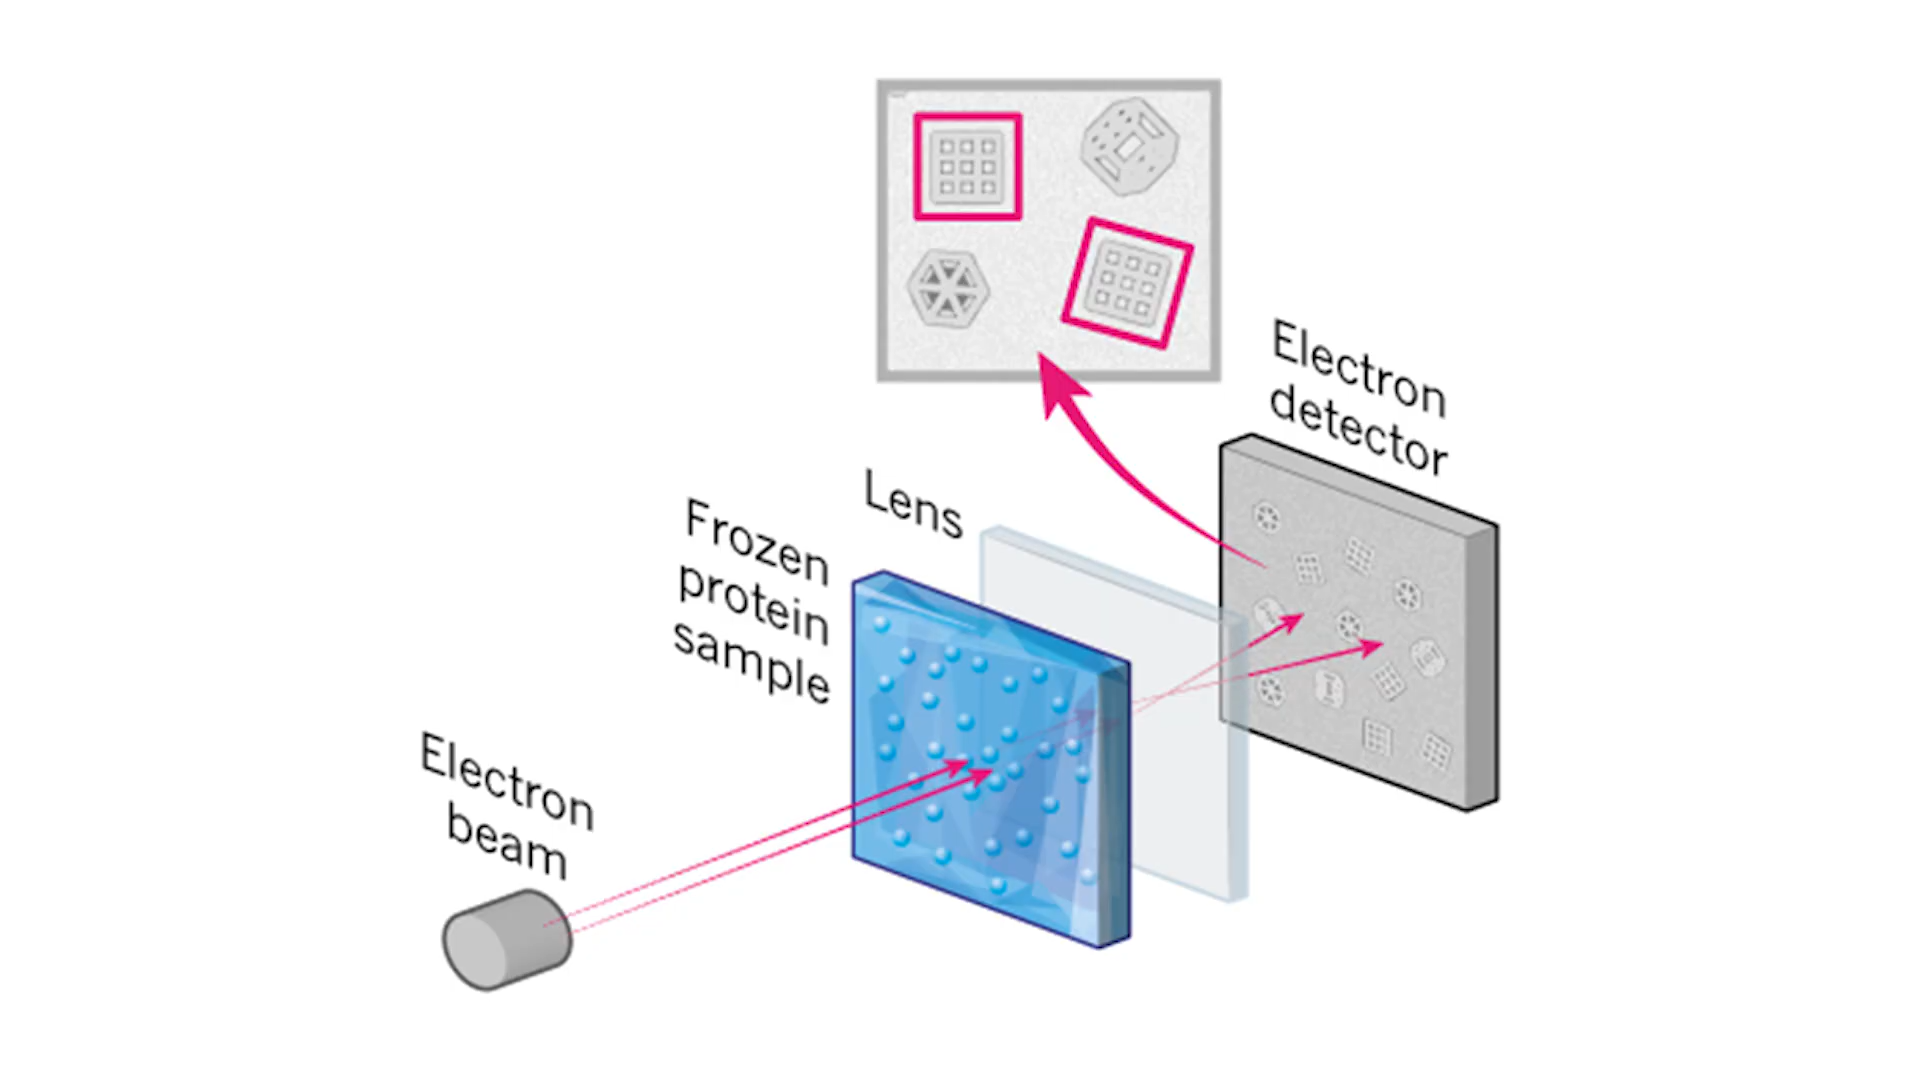 Electron
detector
Lens
Frozen
protein
sample
Electron
beam